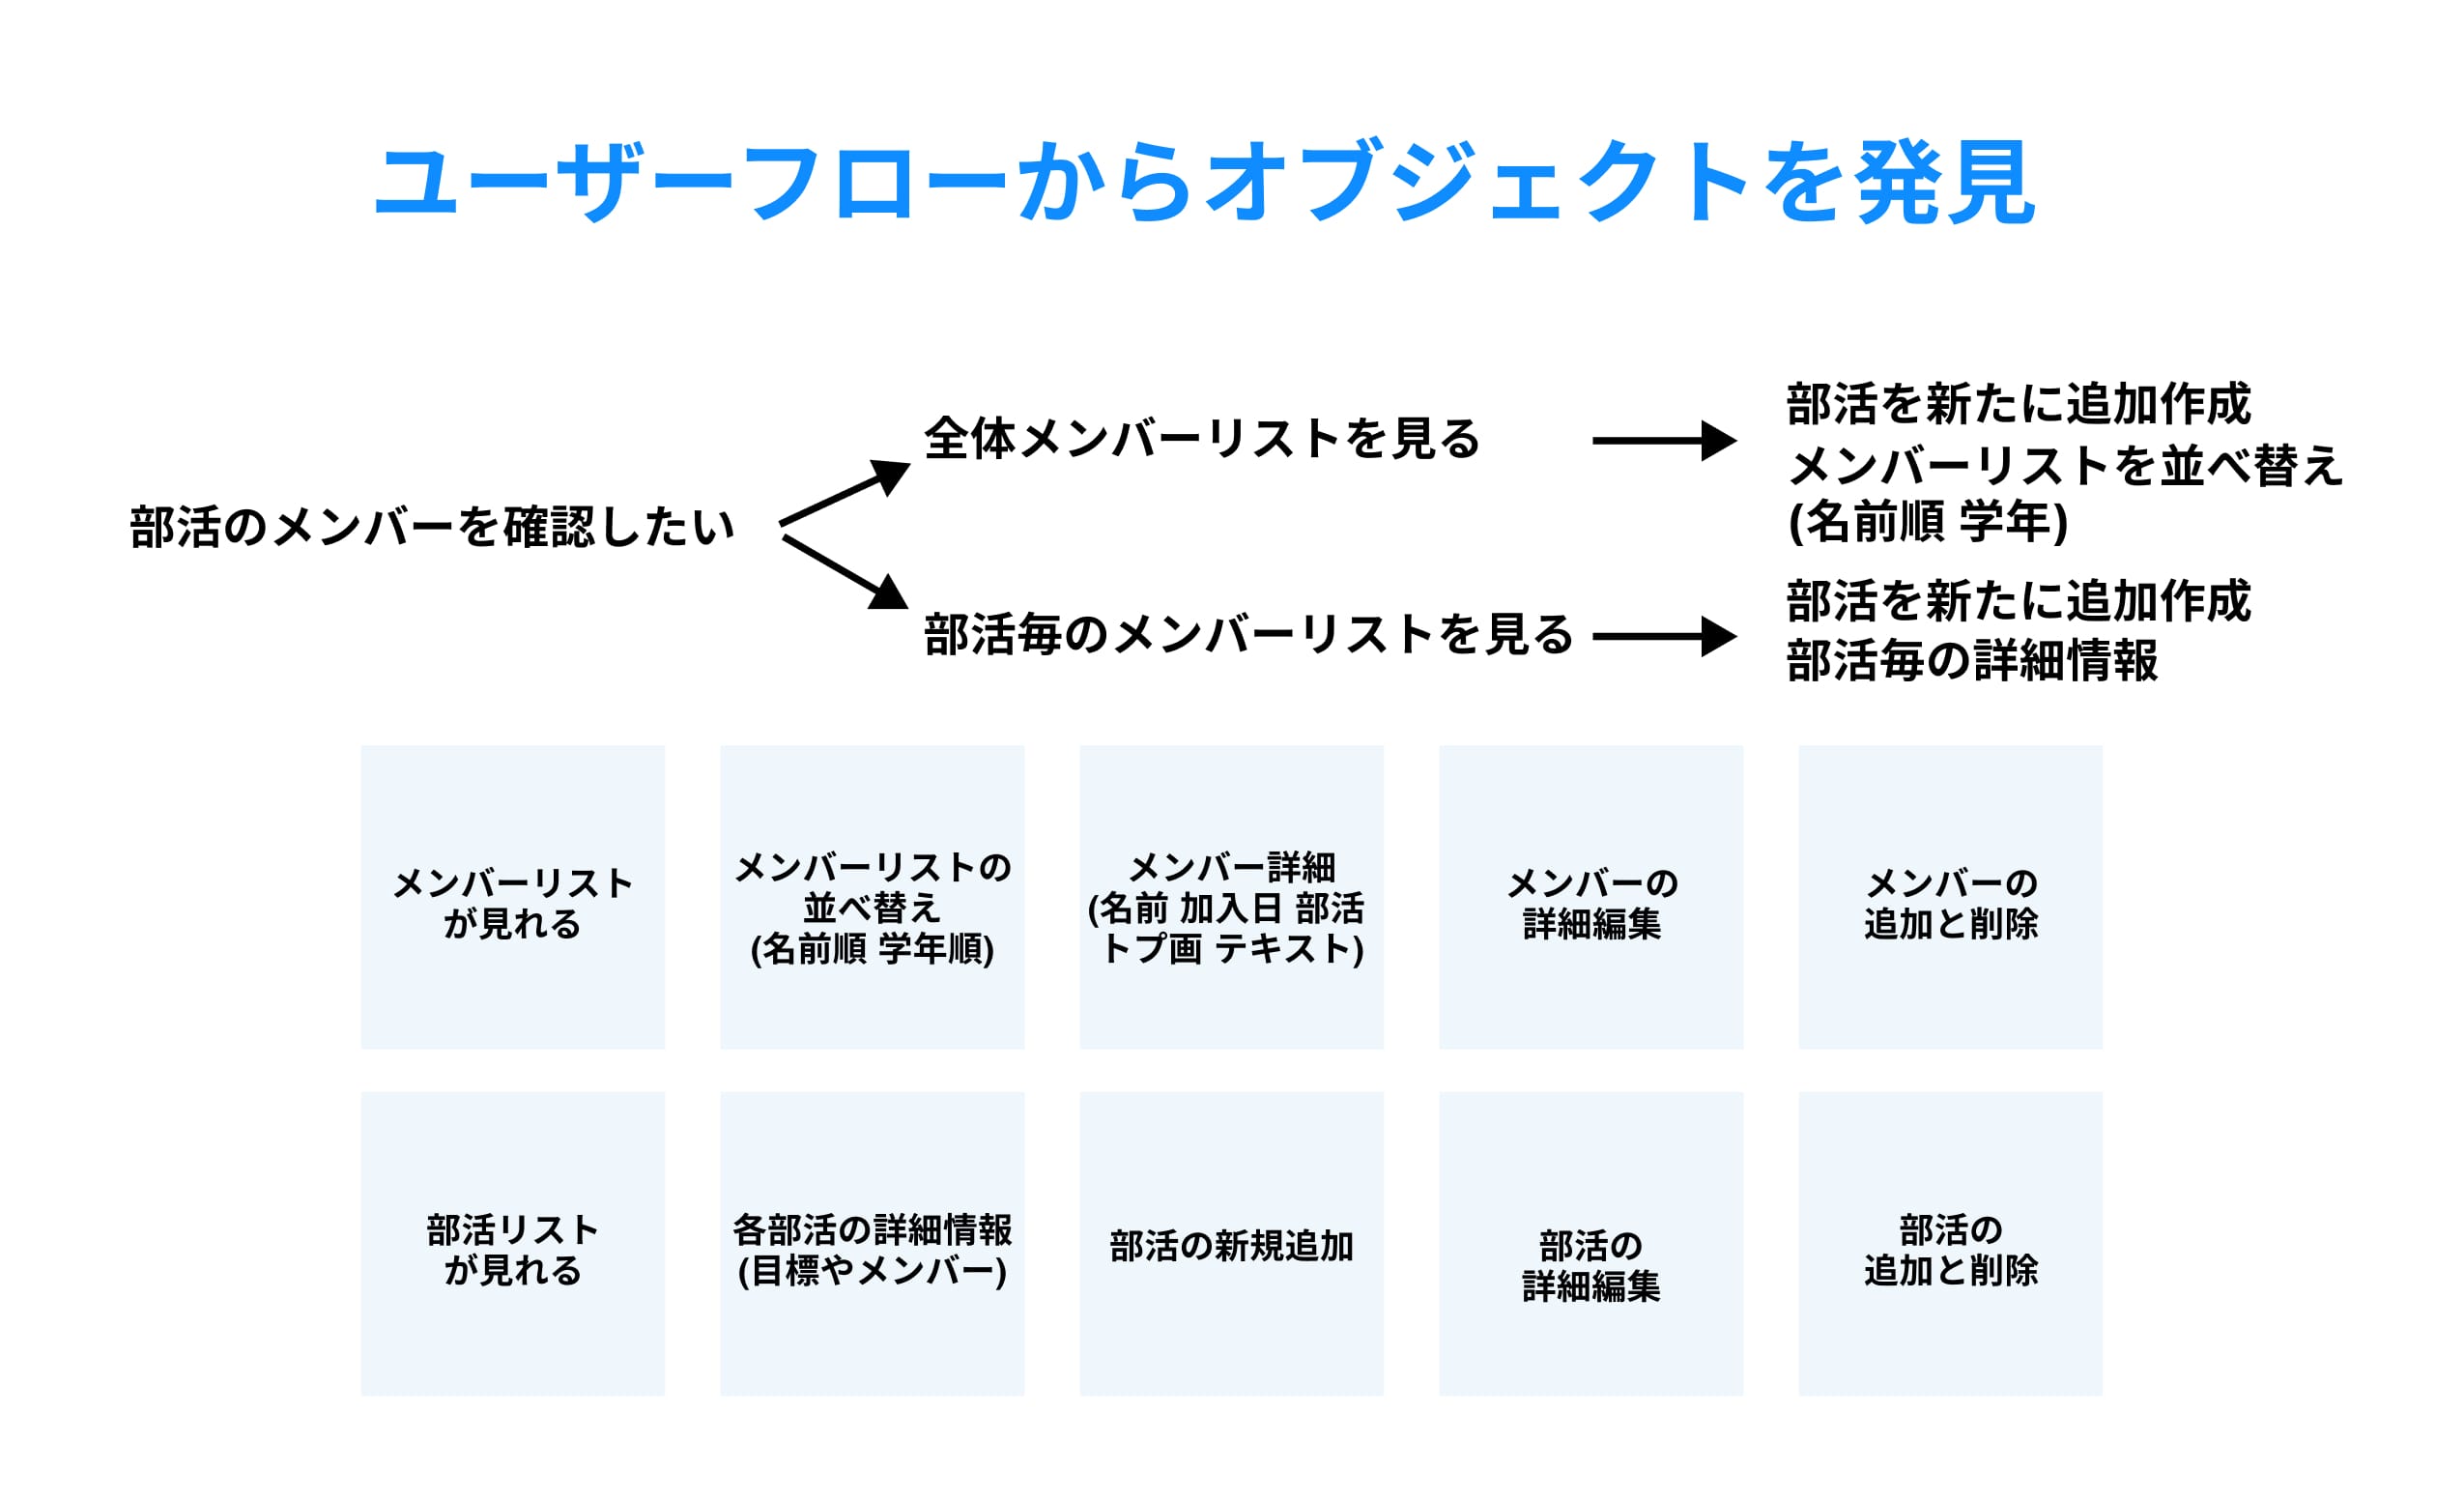 ユーザーフローからオブジェクトを発見
部活のメンバーを確認したい
全体メンバーリストを見る
部活を新たに追加作成
メンバーリストを並べ替え
(名前順 学年)
部活毎のメンバーリストを見る
部活を新たに追加作成
部活毎の詳細情報
メンバーリスト
が見れる
メンバーリストの
並べ替え
(名前順 学年順)
メンバー詳細
(名前 加入日 部活
トプ画 テキスト)
メンバーの
詳細編集
メンバーの
追加と削除
部活リスト
が見れる
各部活の詳細情報
(目標やメンバー)
部活の新規追加
部活の
詳細編集
部活の
追加と削除